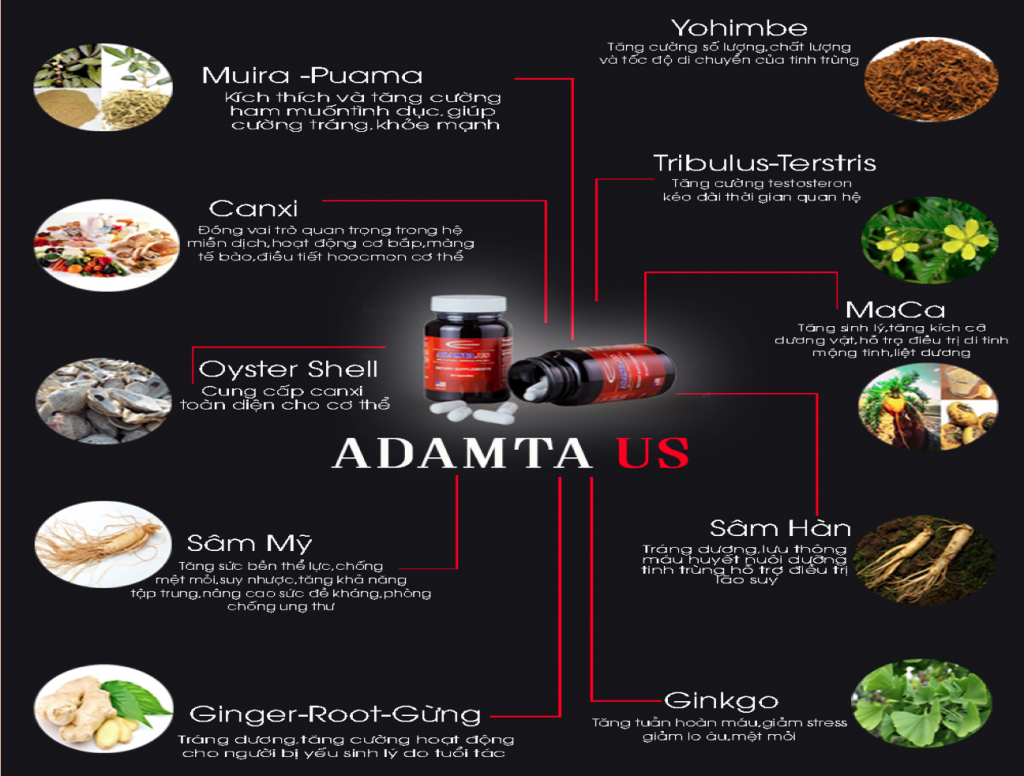 Yohimbe
Tăng cường số lượng,chất lượng
và tốc độ di chuyển của tinh trùng
Muira -Puama
Kích thích và tăng cường
ham muốntình dục,giúp
cường tráng,khỏe mạnh
Tribulus-Terstris
Tăng cường testosteron
kéo dài thời gian quan hệ
Canxi
Đóng vai trò quan trọng trong hệ
miễn dịch,hoạt động cơ bắp,màng
tế bào,điều tiết hoocmon cơ thể
MaCa
Tăng sinh lý,tăng kích cỡ
dương vật,hỗ trợ điều trị di tinh
mộng tinh,liệt dương
Oyster Shell
Cung cấp canxi
toàn diện cho cơ thể
ADAMTA US
DIETARY SUPPLEMENTS
ADAMTA
ADAMTA US
Sâm Mỹ
Tăng sức bền thể lực,chống
mệt mỏi,suy nhược,tăng khả năng
tập trung,nâng cao sức đề kháng,phòng
chống ung thư
Sâm Hàn
Tráng dương,lưu thông
máu huyết nuôi dưỡng
tinh trùng hỗ trợ điều trị
lão suy
Ginger-Root-Gừng
Tráng dương,tăng cường hoạt động
cho người bị yếu sinh lý do tuổi tác
Ginkgo
Tăng tuần hoàn máu,giảm stress
giảm lo âu,mệt mỏi